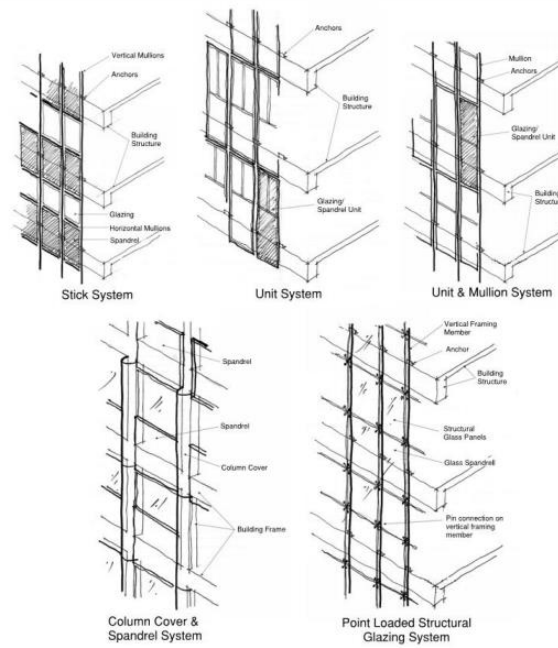 Vertical Mullions
Anchors
Building
Structure
Glazing
Horizontal Mullions
Spandrel
Stick System
Anchors
Building
Structure
Glazing/
Spandrel Unit
Unit System
Mullion
Anchors
Glazing/
Spandrel Unit
Building
Structure
Unit & Mullion System
Spandrel
Spandrel
Column Cover
Building Frame
Column Cover &
Spandrel System
Vertical Framing
Member
Anchor
Building
Structure
Structural
Glass Panels
Glass Spandrell
Pin connection on
vertical framing
member
Point Loaded Structural
Glazing System